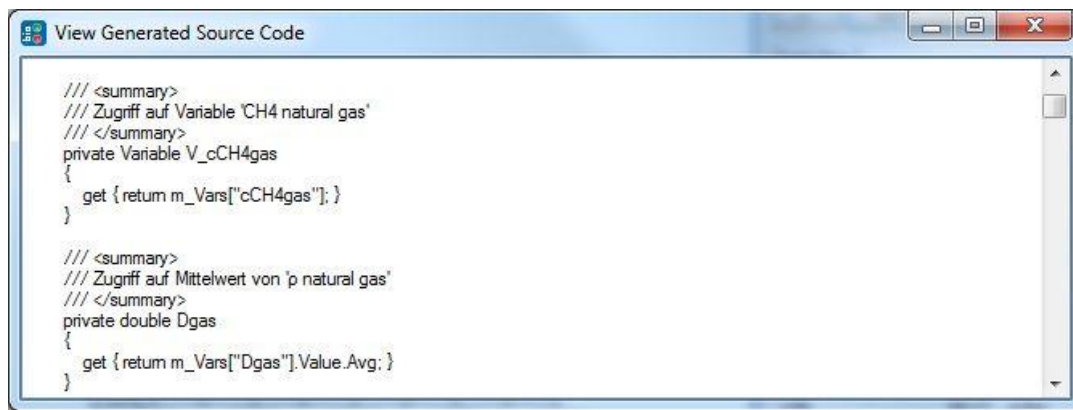 View Generated Source Code
/// <summary>
/// Zugriff auf Variable 'CH4 natural gas'
/// </summary>
private Variable V_cCH4gas
{
get { return m_Vars["cCH4gas"]; }
}
/// <summary>
/// Zugriff auf Mittelwert von 'ρ natural gas'
/// </summary>
private double Dgas
{
get { return m_Vars["Dgas"].Value.Avg; }
}